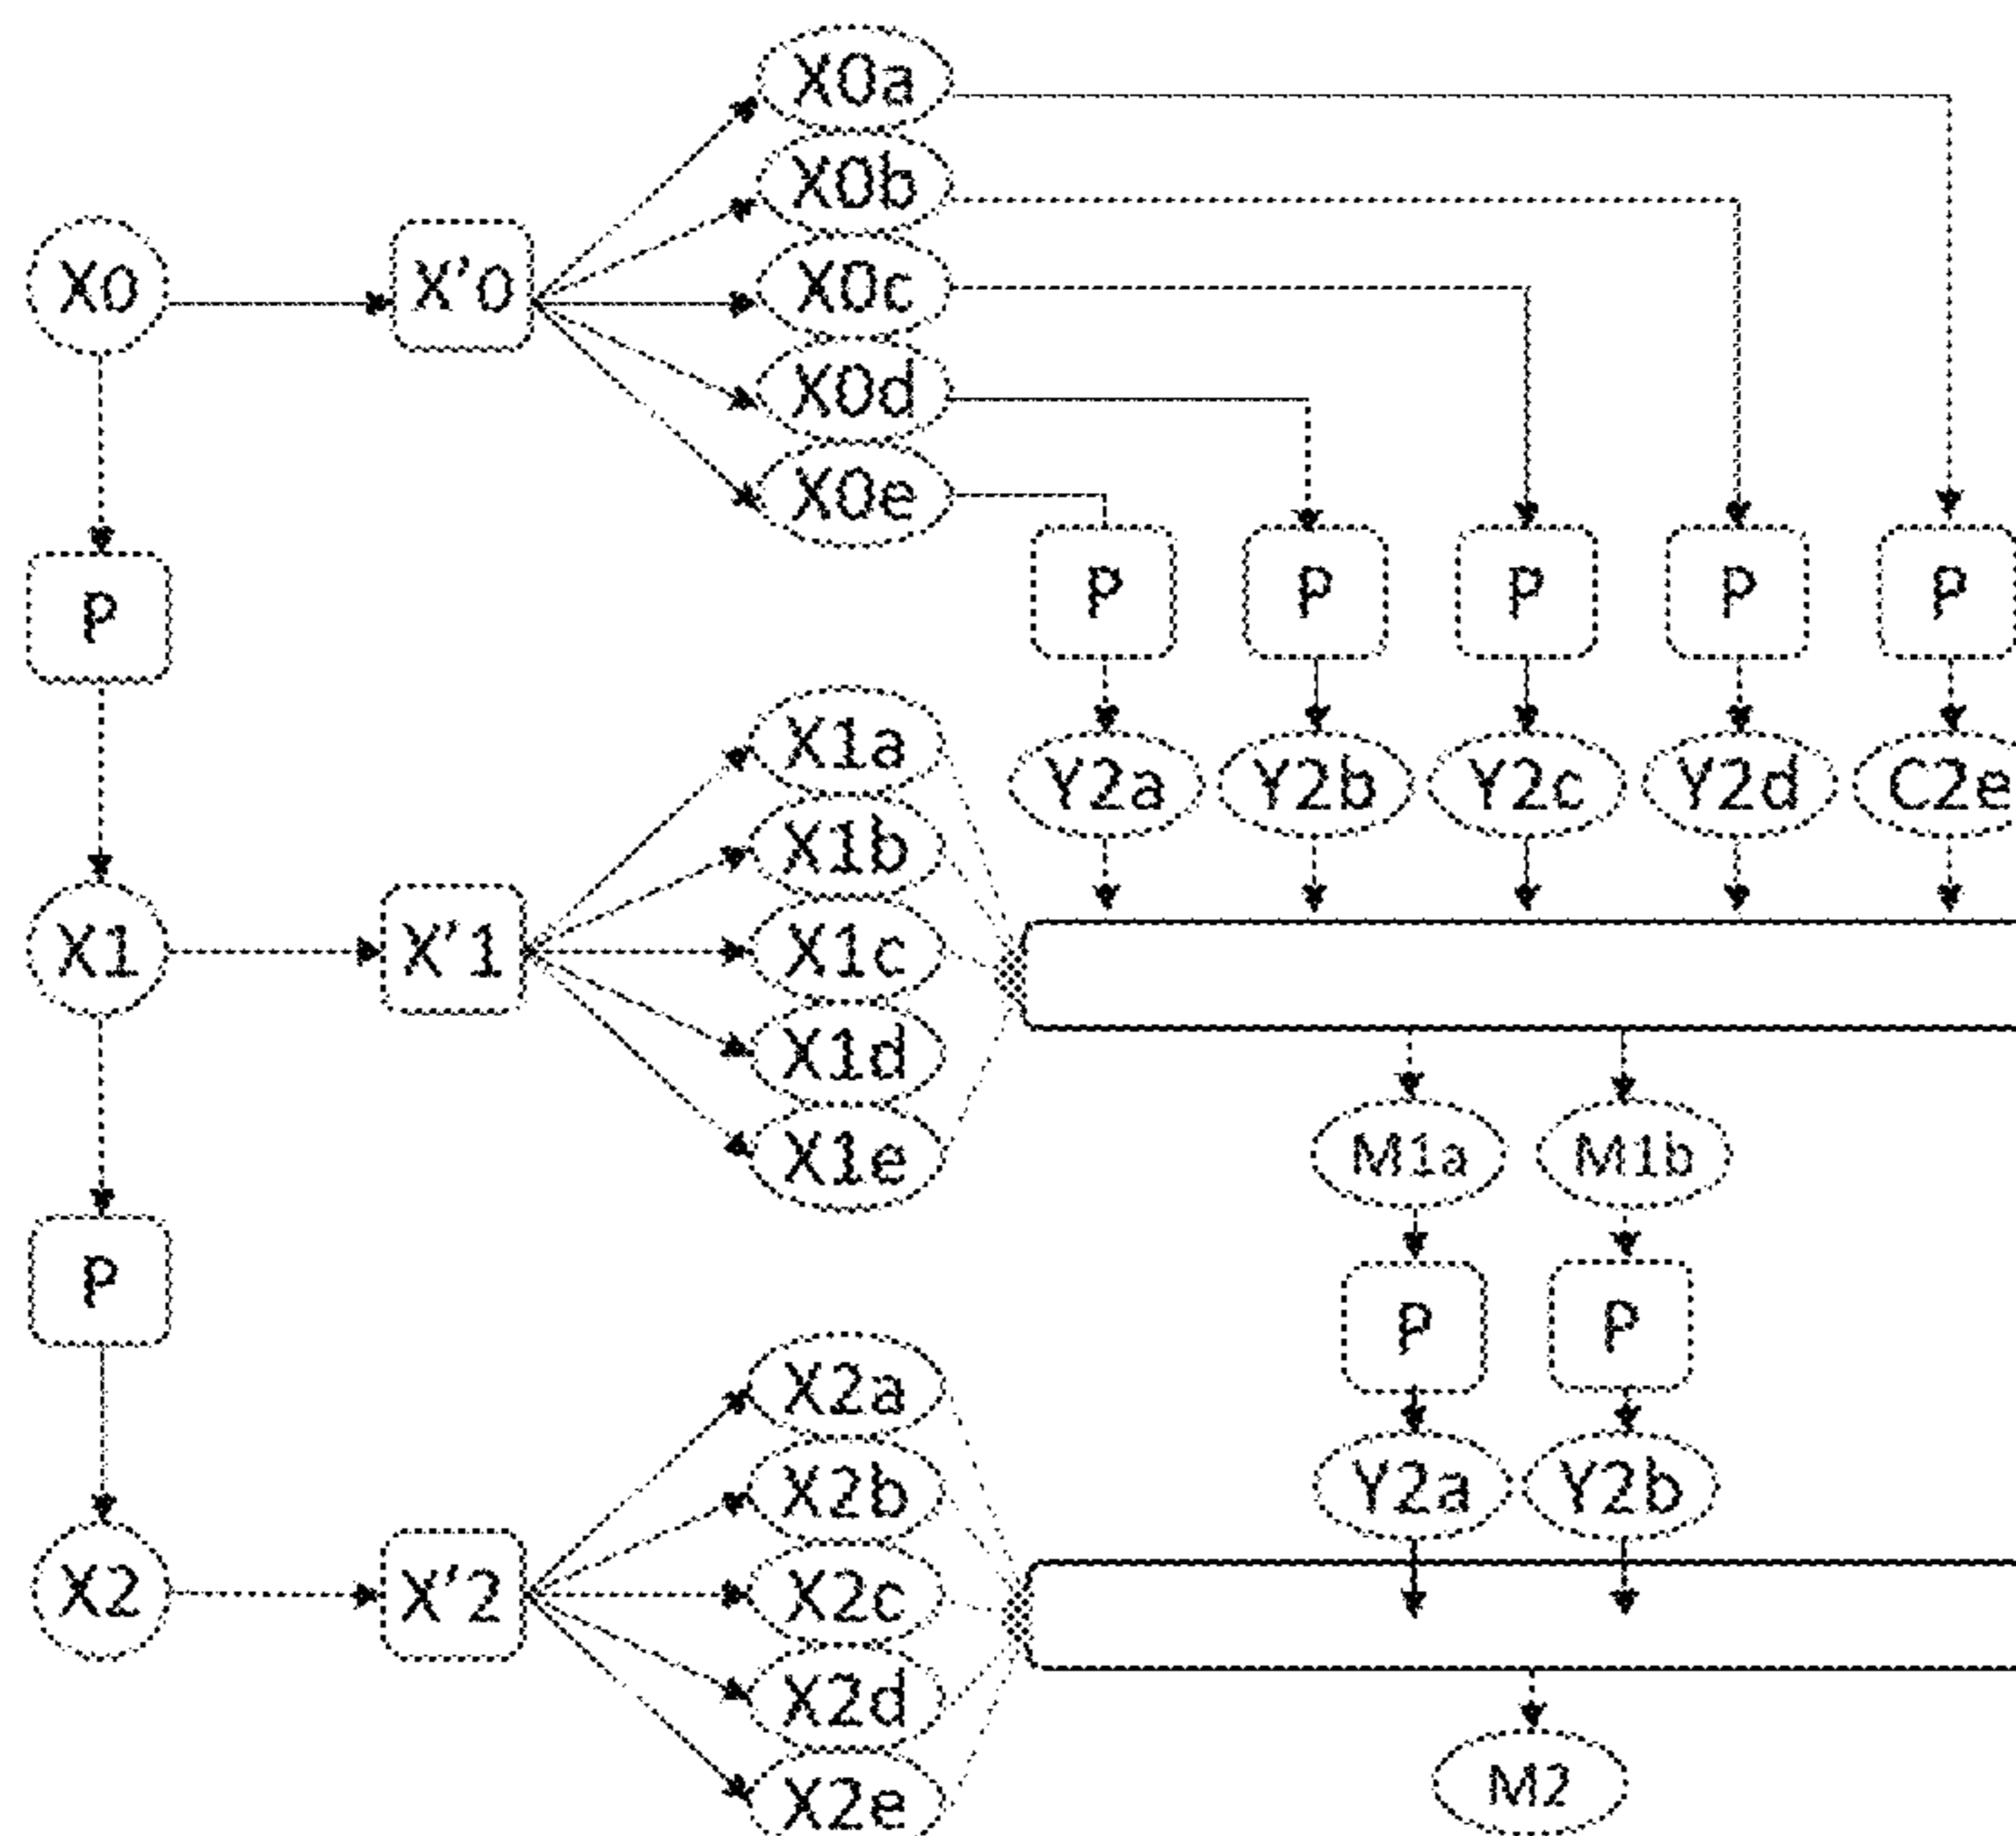 X0a
X0b
X0 X'0 X0c
X0d
X0e
P P P P P P
X1a
Y2a Y2b Y2c Y2d C2e
X1b
X1 X'1 X1c
X1d
X1e M1a M1b
P P P
X2a
X2b Y2a Y2b
X2 X'2 X2c
X2d
X2e M2